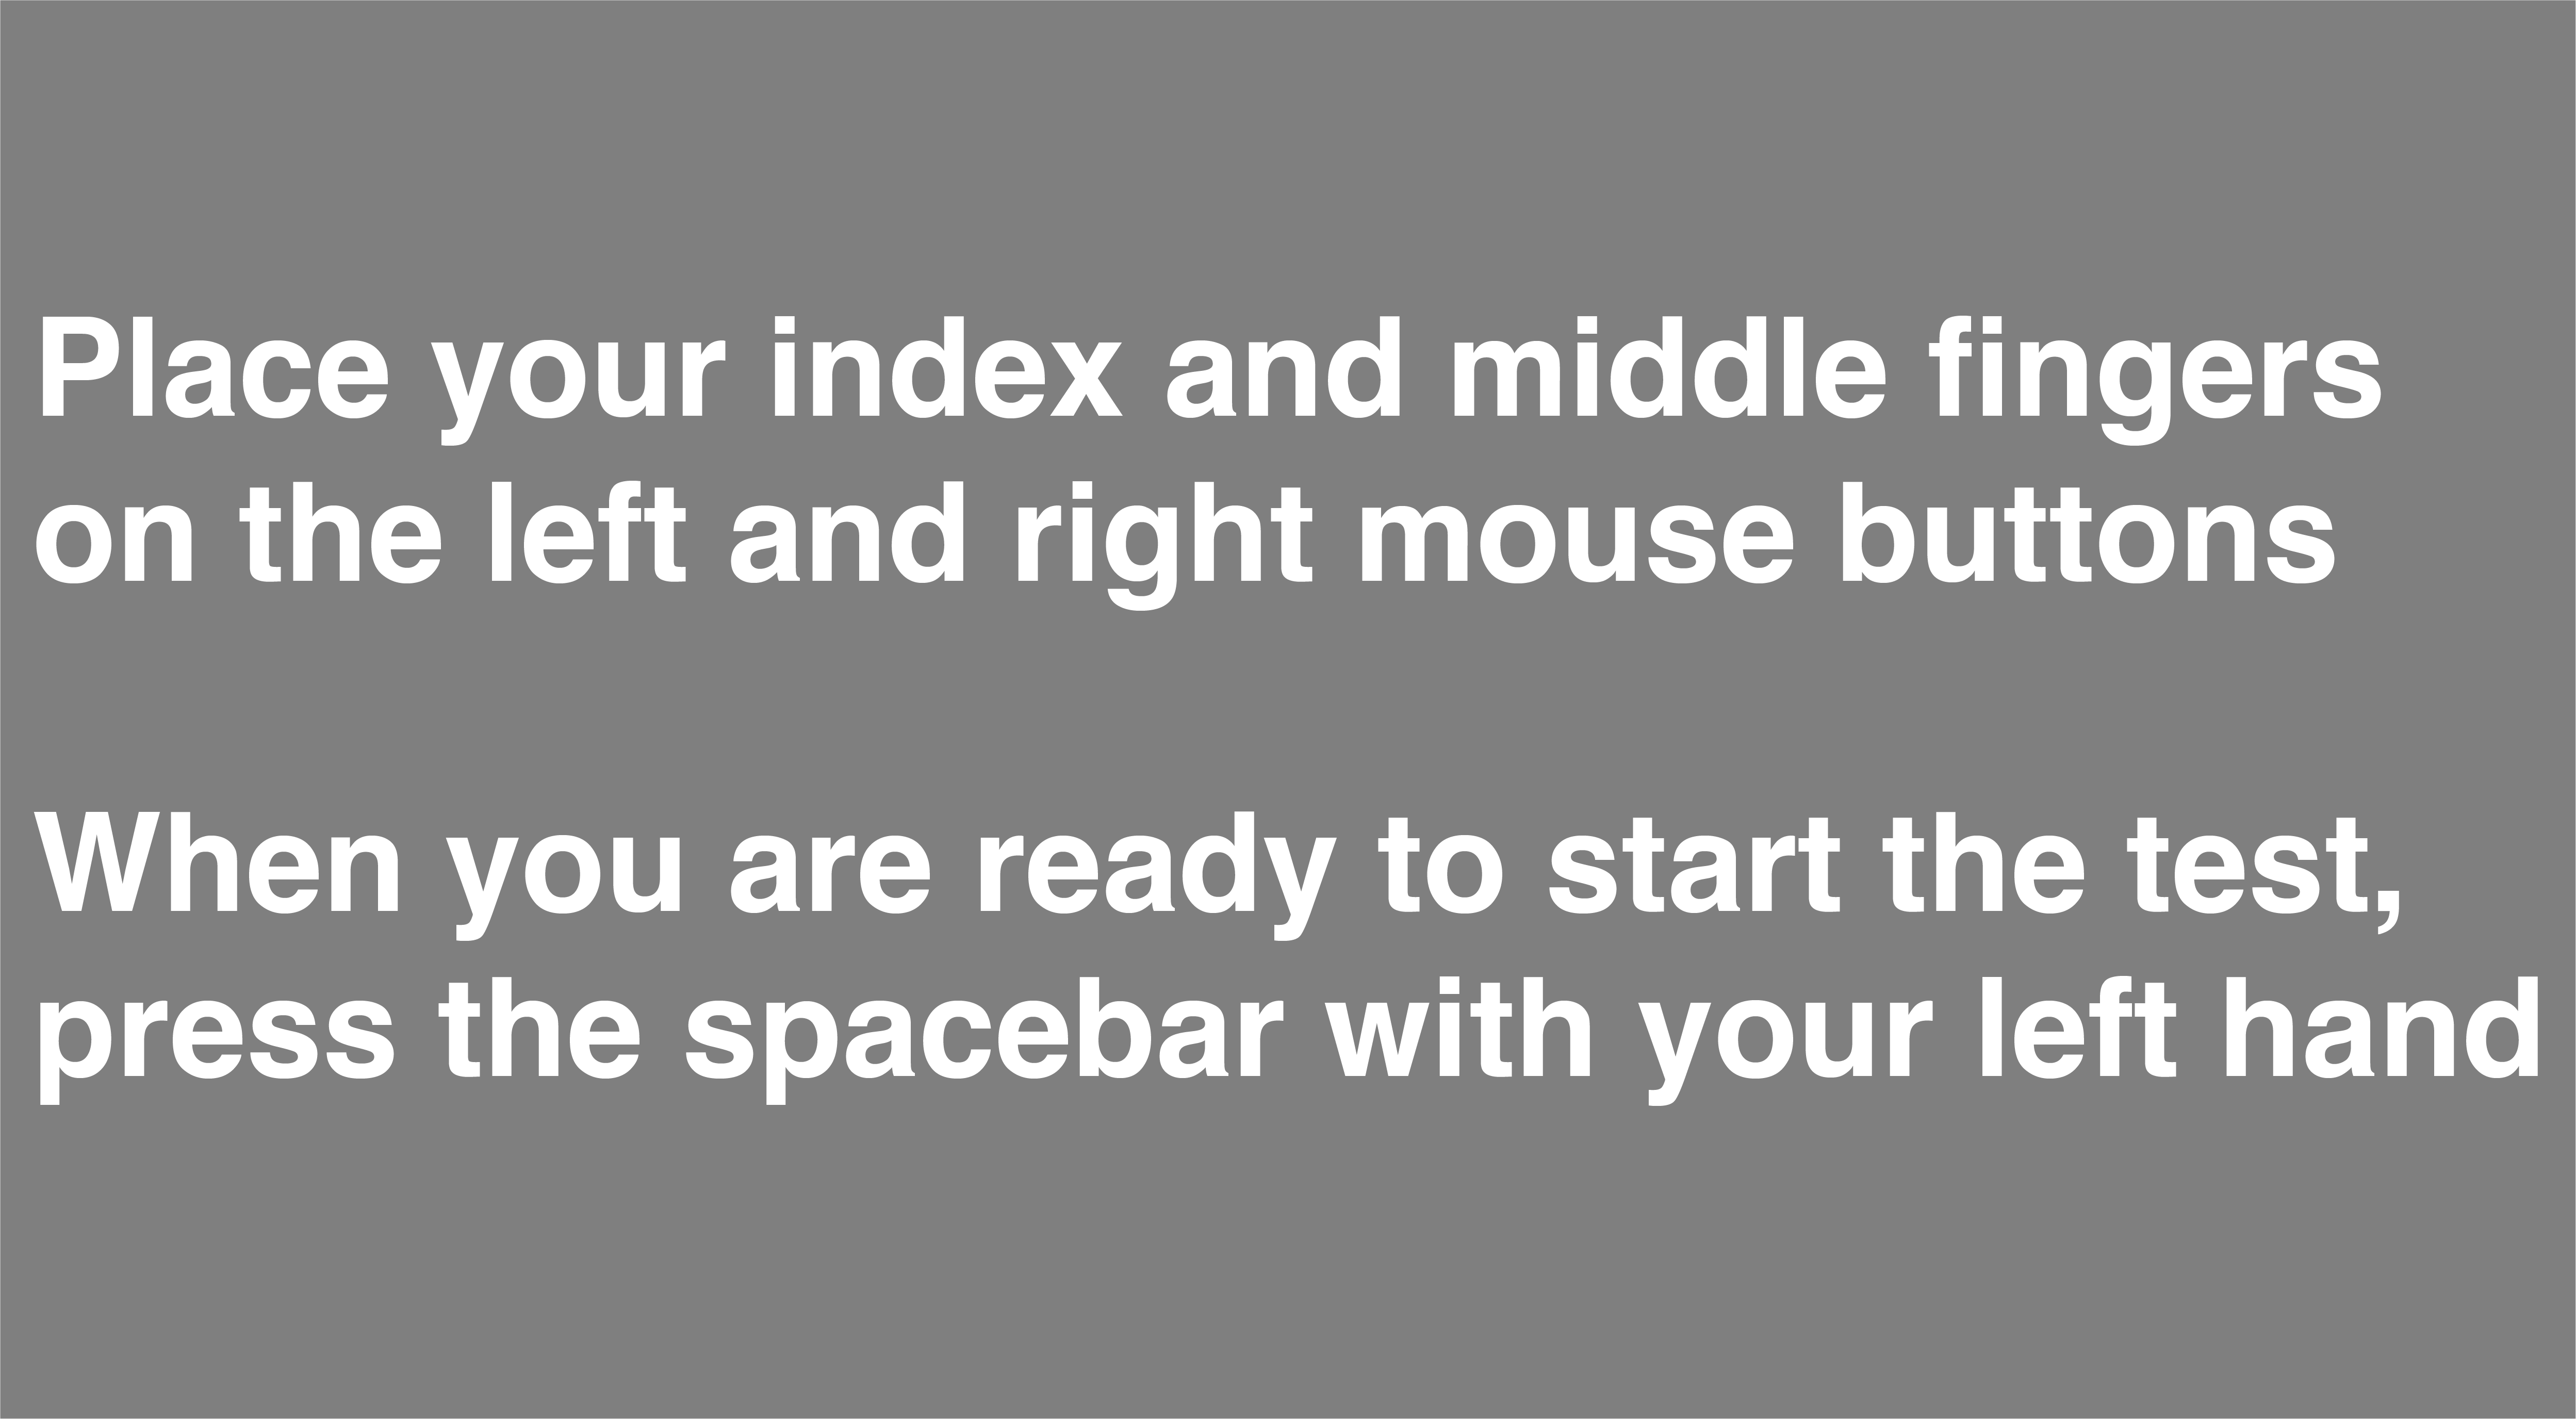 Place your index and middle fingers
on the left and right mouse buttons
When you are ready to start the test,
press the spacebar with your left hand